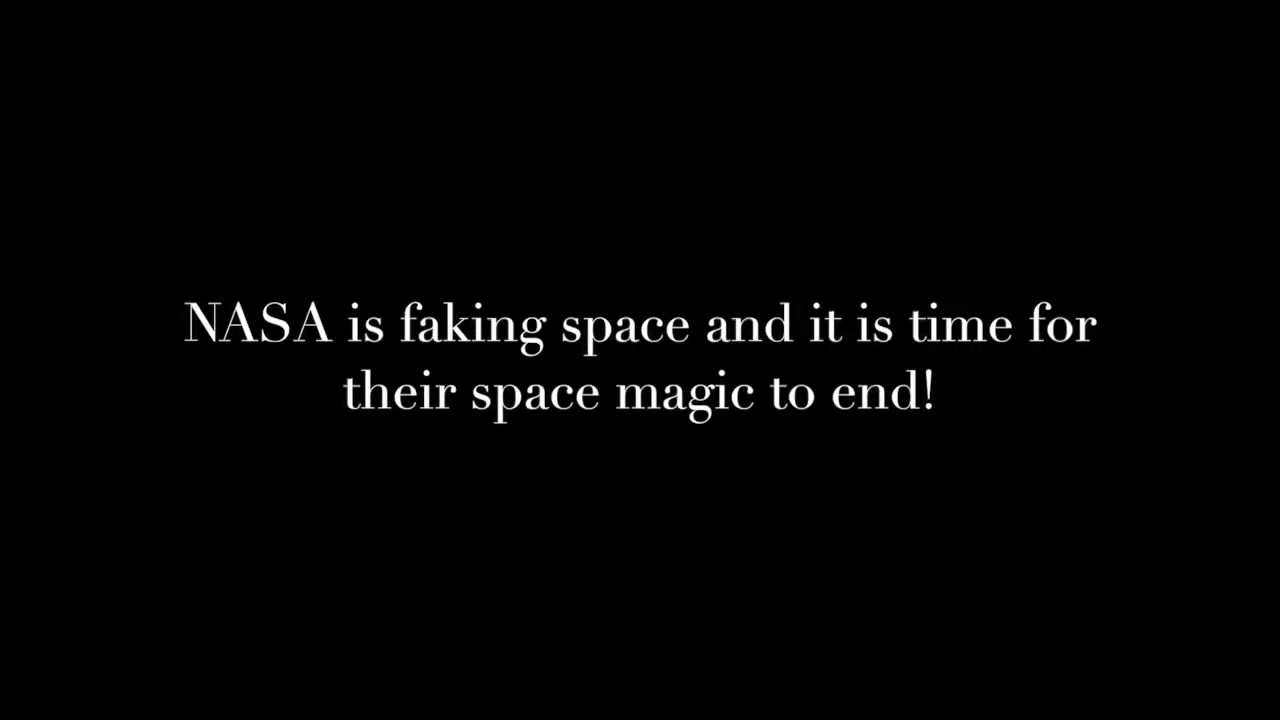 NASA is faking space and it is time for
their space magic to end!